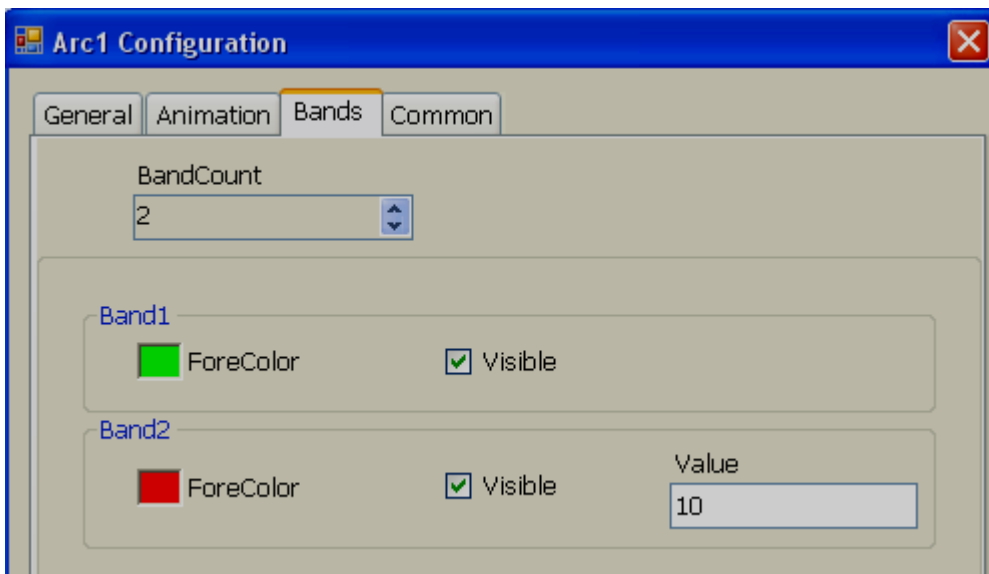 Arc1 Configuration
General Animation Bands Common
BandCount
2
Band1
ForeColor Visible
Band2
Value
ForeColor Visible
10